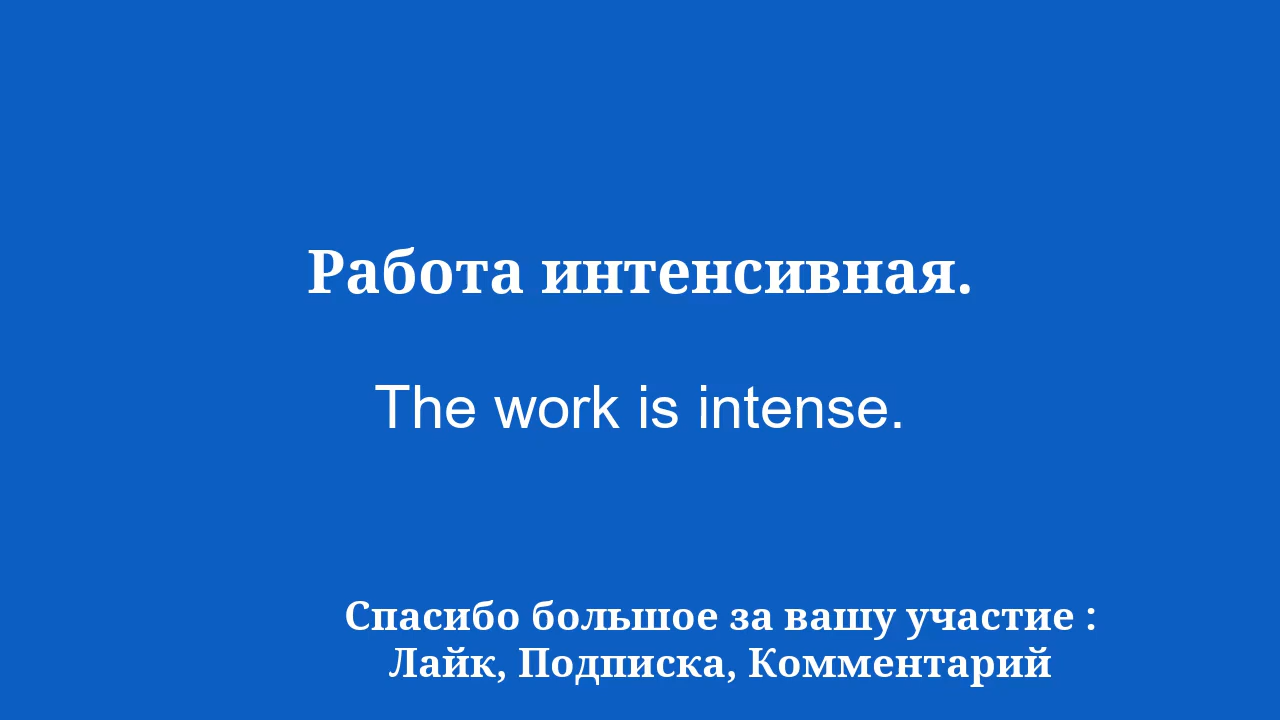 Работа интенсивная.
The work is intense.
Спасибо большое за вашу участие :
Лайк, Подписка, Комментарий